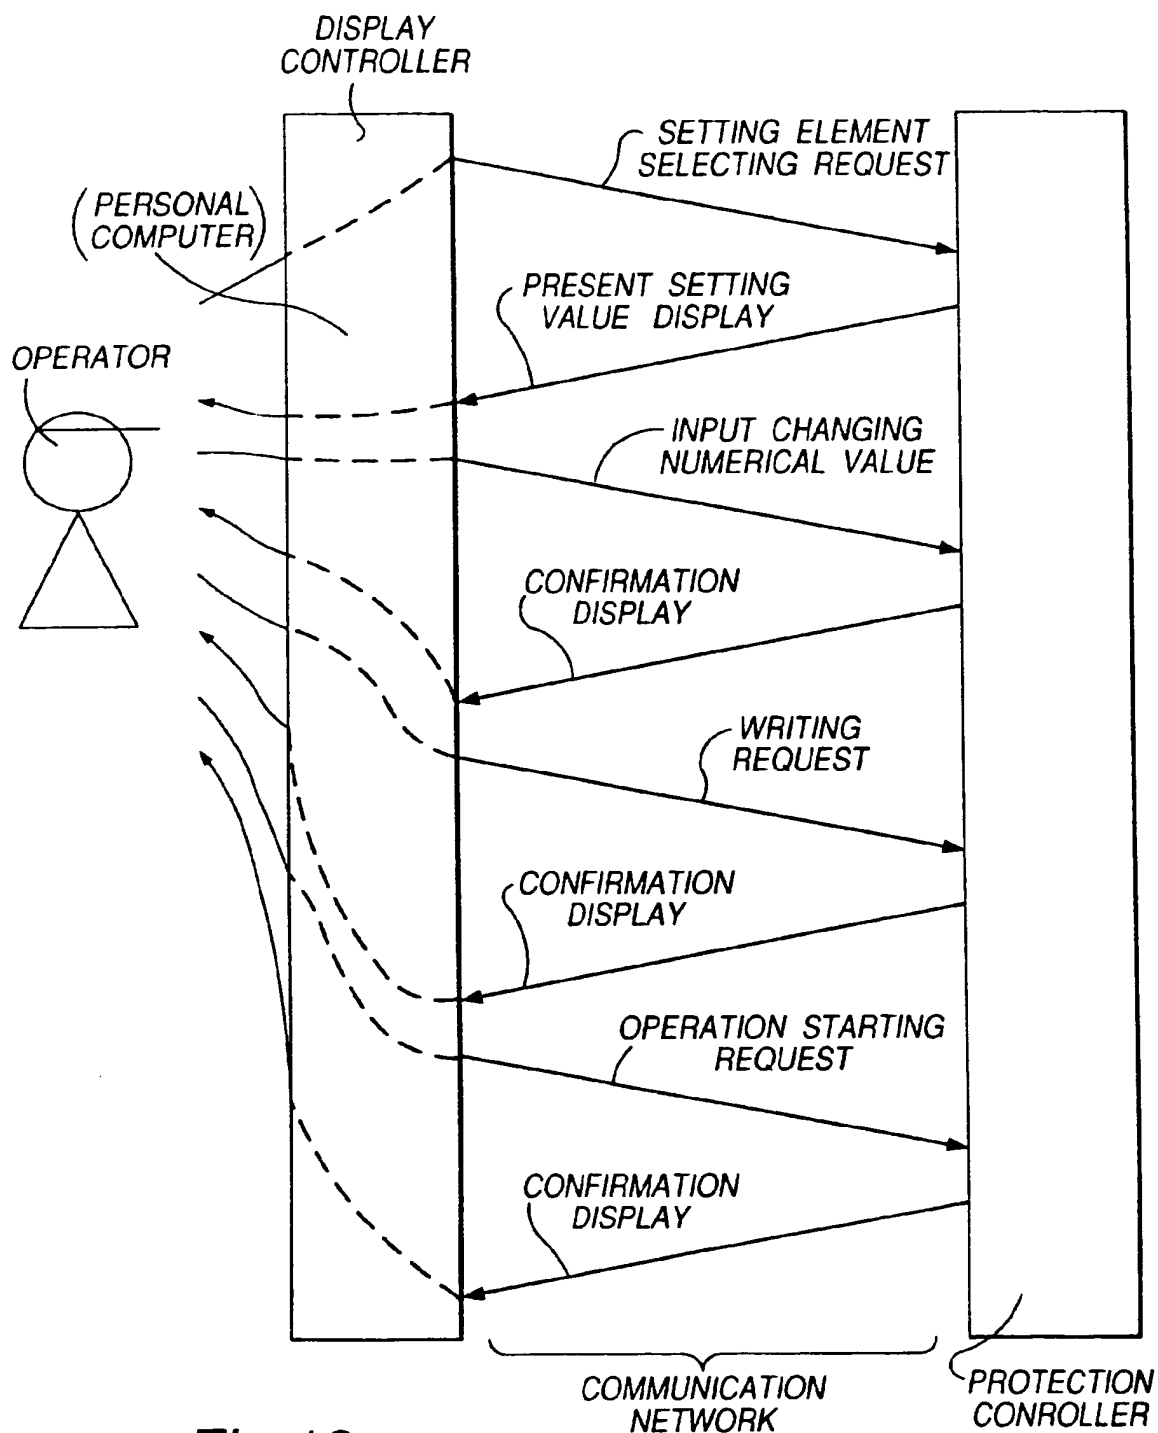 DISPLAY
CONTROLLER
SETTING ELEMENT
SELECTING REQUEST
(PERSONAL
COMPUTER)
PRESENT SETTING
VALUE DISPLAY
OPERATOR
INPUT CHANGING
NUMERICAL VALUE
CONFIRMATION
DISPLAY
WRITING
REQUEST
CONFIRMATION
DISPLAY
OPERATION STARTING
REQUEST
CONFIRMATION
DISPLAY
COMMUNICATION
NETWORK
PROTECTION
CONROLLER